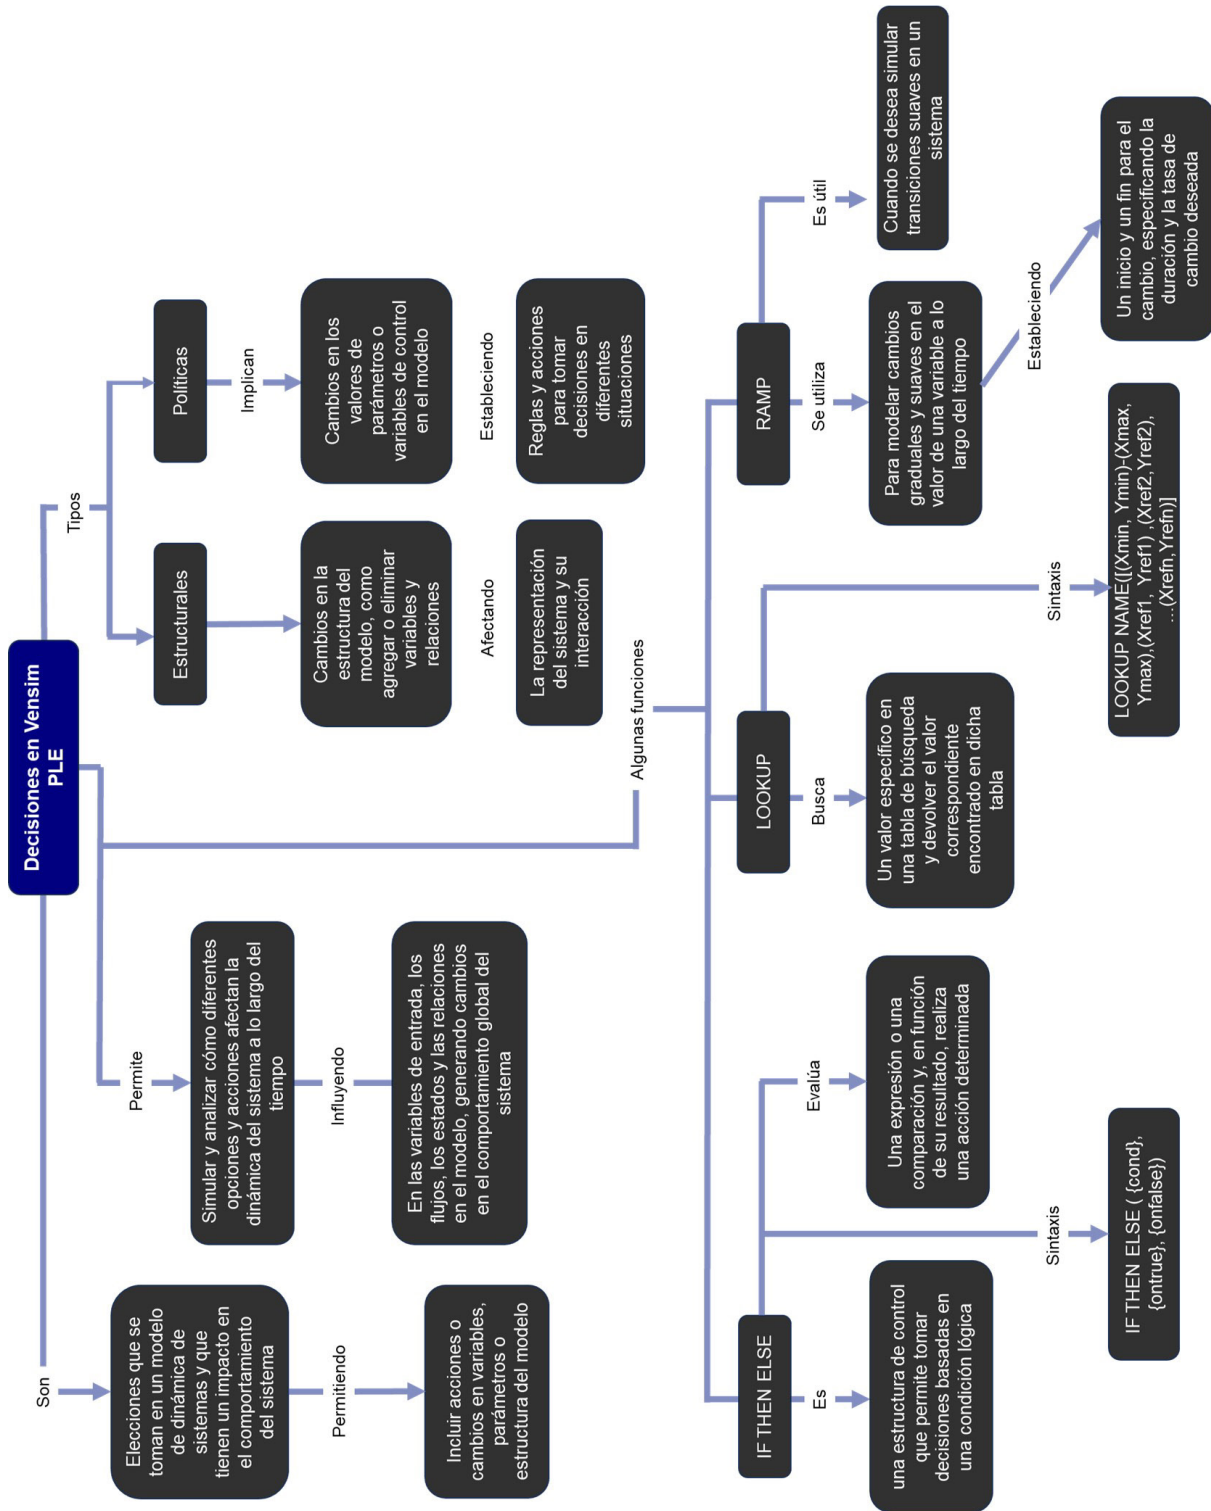 Decisiones en Vensim
PLE
Son
Elecciones que se
toman en un modelo
de dinámica de
sistemas y que
tienen un impacto en
el comportamiento
del sistema
Permitiendo
Incluir acciones o
cambios en variables,
parámetros o
estructura del modelo
Permite
Simular y analizar cómo diferentes
opciones y acciones afectan la
dinámica del sistema a lo largo del
tiempo
Influyendo
En las variables de entrada, los
flujos, los estados y las relaciones
en el modelo, generando cambios
en el comportamiento global del
sistema
Tipos
Estructurales
Cambios en la
estructura del
modelo, como
agregar o eliminar
variables y
relaciones
Afectando
La representación
del sistema y su
interacción
Políticas
Implican
Cambios en los
valores de
parámetros o
variables de control
en el modelo
Estableciendo
Reglas y acciones
para tomar
decisiones en
diferentes
situaciones
Algunas funciones
IF THEN ELSE
Es
una estructura de control
que permite tomar
decisiones basadas en
una condición lógica
Sintaxis
IF THEN ELSE ( {cond},
{ontrue}, {onfalse})
Evalúa
Una expresión o una
comparación y, en función
de su resultado, realiza
una acción determinada
LOOKUP
Busca
Un valor específico en
una tabla de búsqueda
y devolver el valor
correspondiente
encontrado en dicha
tabla
Sintaxis
LOOKUP NAME([(Xmin, Ymin)-(Xmax,
Ymax),(Xref1, Yref1) ,(Xref2,Yref2),
...(Xrefn,Yrefn)]
RAMP
Se utiliza
Para modelar cambios
graduales y suaves en el
valor de una variable a lo
largo del tiempo
Estableciendo
Un inicio y un fin para el
cambio, especificando la
duración y la tasa de
cambio deseada
Es útil
Cuando se desea simular
transiciones suaves en un
sistema